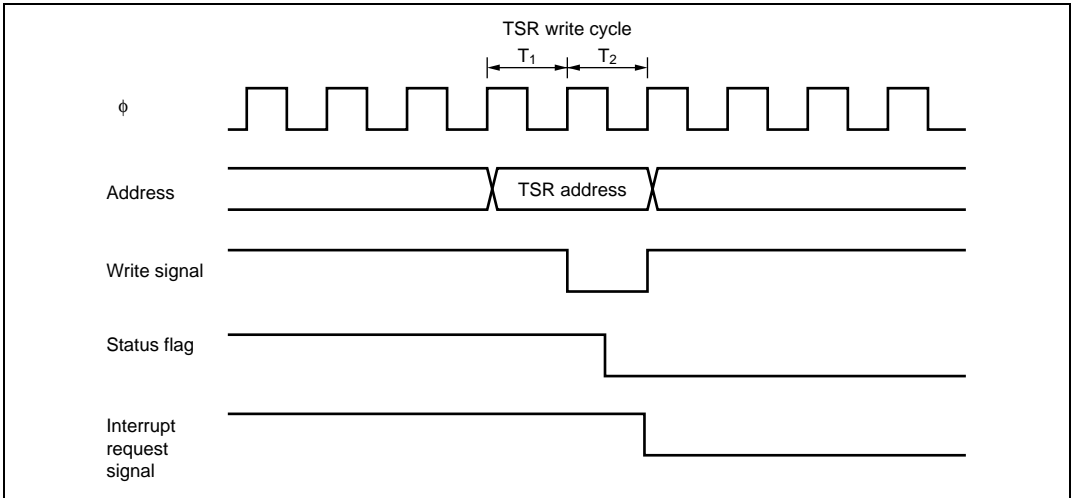 TSR write cycle
T1 T2
ϕ
Address
TSR address
Write signal
Status flag
Interrupt
request
signal